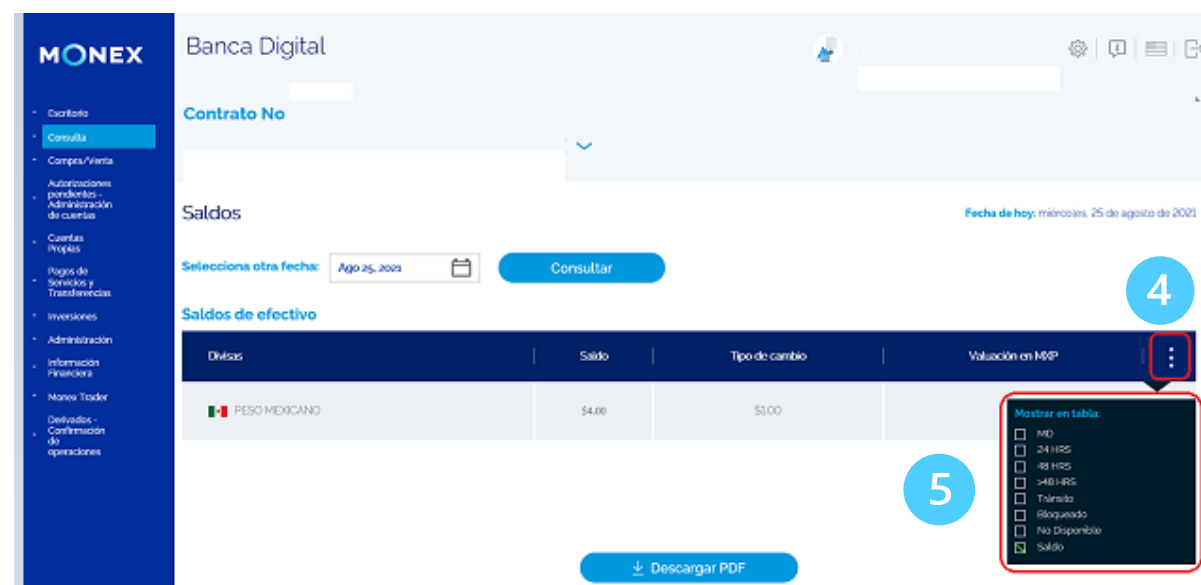 MONEX
Banca Digital
Escritorio
Consulta
Compra/Venta
Autorizaciones
pendientes -
Administración
de cuentas
Cuentas
Propias
Pagos de
Servicios y
Transferencias
Inversiones
Administración
Información
Financiera
Monex Trader
Derivados -
Confirmación
de
operaciones
Contrato No
Saldos
Fecha de hoy: miércoles, 25 de agosto de 2021
Selecciona otra fecha:
Ago 25, 2021
Consultar
4
Saldos de efectivo
Divisas
Saldo
Tipo de cambio
Valuación en MXP
PESO MEXICANO
$4.00
$1.00
Mostrar en tabla:
MD
24 HRS
48 HRS
>48 HRS
Tránsito
Bloqueado
No Disponible
Saldo
5
Descargar PDF